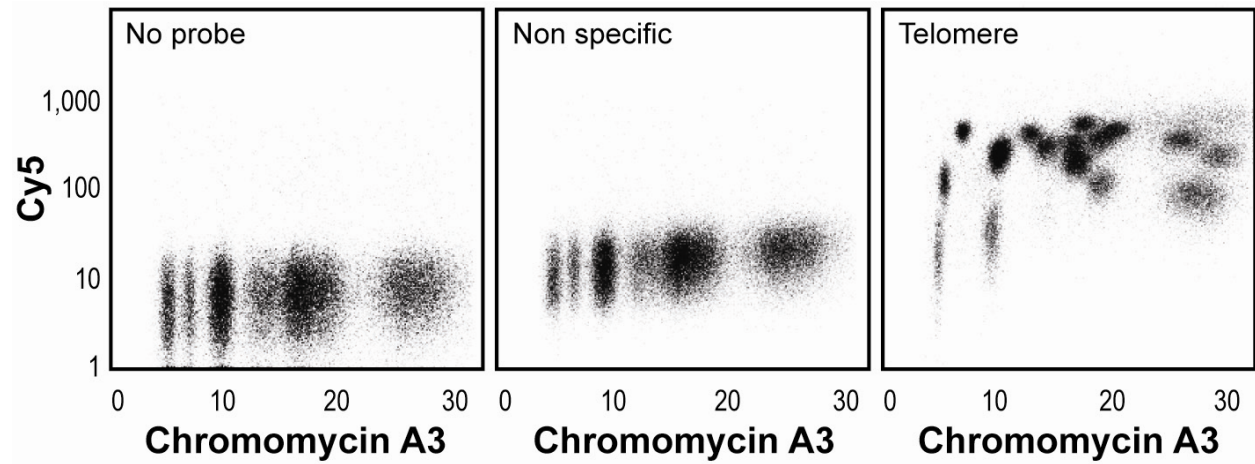 No probe
Non specific
Telomere
Cy5
1,000
100
10
1
0 10 20 30
0 10 20 30
10 20 30
Chromomycin A3
Chromomycin A3
Chromomycin A3